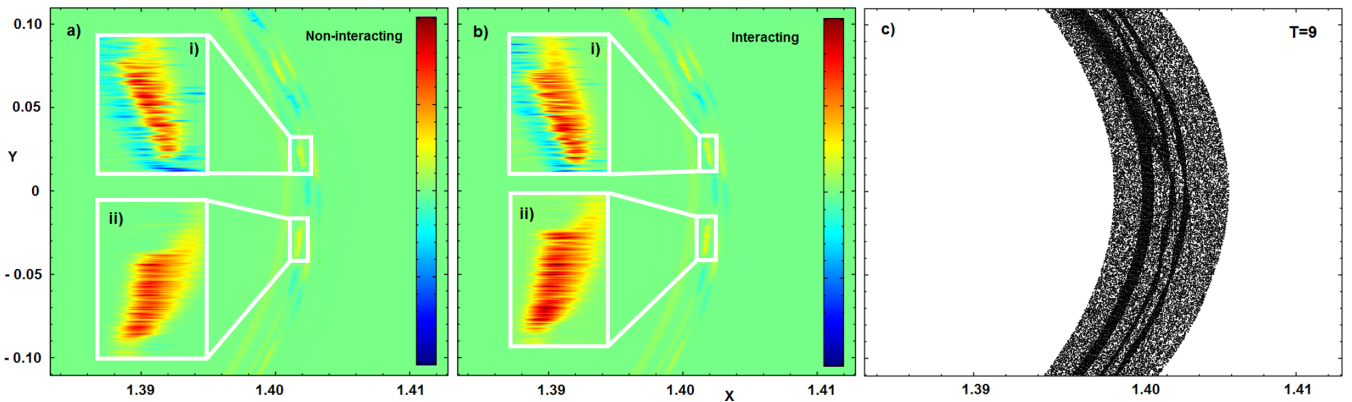 a)
Non-interacting
i)
ii)
b)
Interacting
i)
ii)
c)
T=9
0.10
0.05
Y
0
- 0.05
- 0.10
1.39
1.40
1.41
1.39
1.40
X
1.41
1.39
1.40
1.41